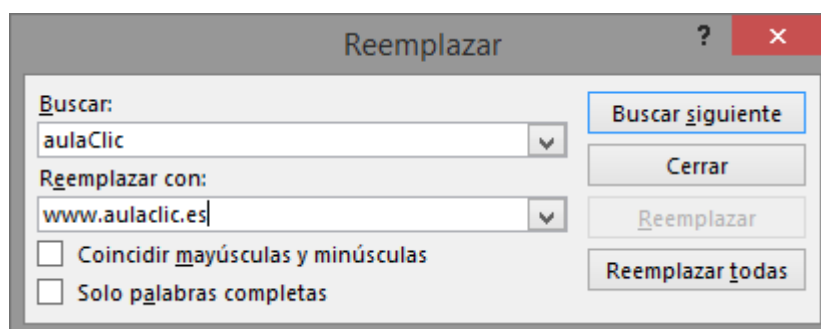 Reemplazar
?
×
Buscar:
aulaClic
Reemplazar con:
www.aulaclic.es
Coincidir mayúsculas y minúsculas
Solo palabras completas
Buscar siguiente
Cerrar
Reemplazar
Reemplazar todas